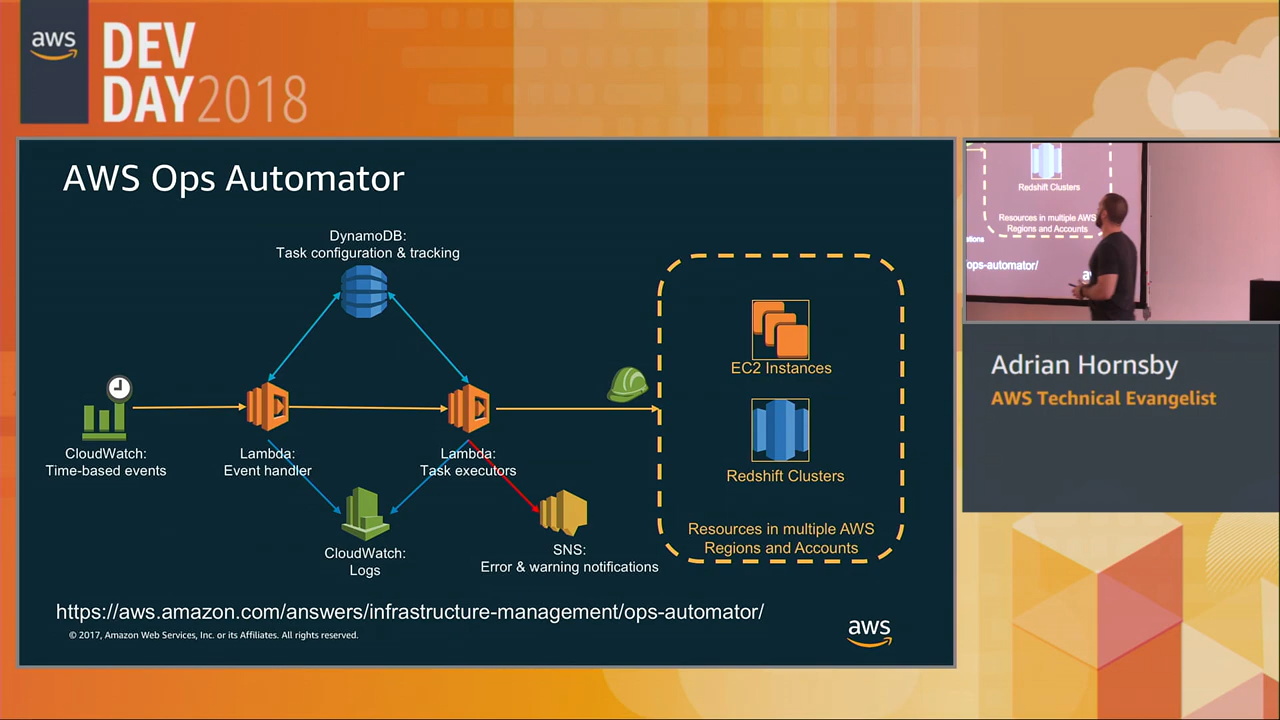 aws
DEV
DAY2018
AWS Ops Automator
DynamoDB:
Task configuration & tracking
CloudWatch:
Time-based events
Lambda:
Event handler
Lambda:
Task executors
CloudWatch:
Logs
SNS:
Error & warning notifications
EC2 Instances
Redshift Clusters
Resources in multiple AWS
Regions and Accounts
https://aws.amazon.com/answers/infrastructure-management/ops-automator/
© 2017, Amazon Web Services, Inc. or its Affiliates. All rights reserved.
aws
Redshift Clusters
Resources in multiple AWS
Regions and Accounts
ops-automator/
Adrian Hornsby
AWS Technical Evangelist